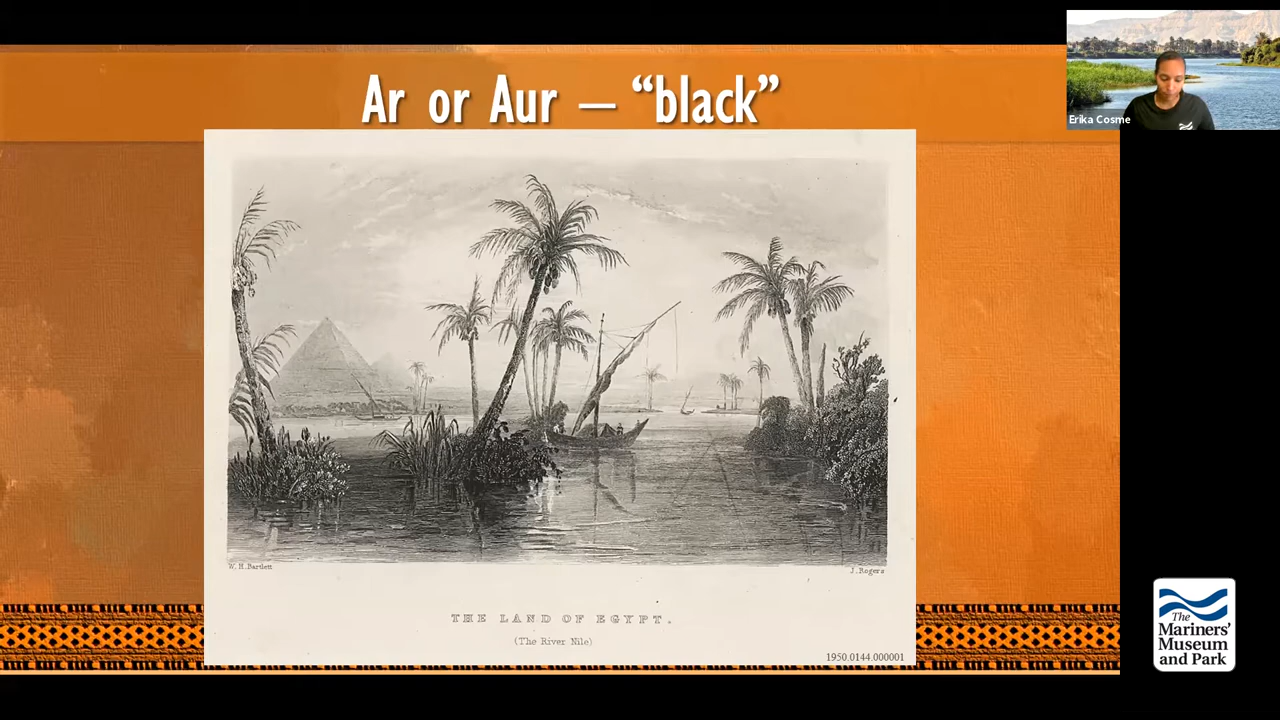 Ar or Aur – “black”
Erika Cosme
W. H. Bartlett
J. Rogers
THE LAND OF EGYPT.
(The River Nile)
1950.0144.000001
The
Mariners’
Museum
and Park